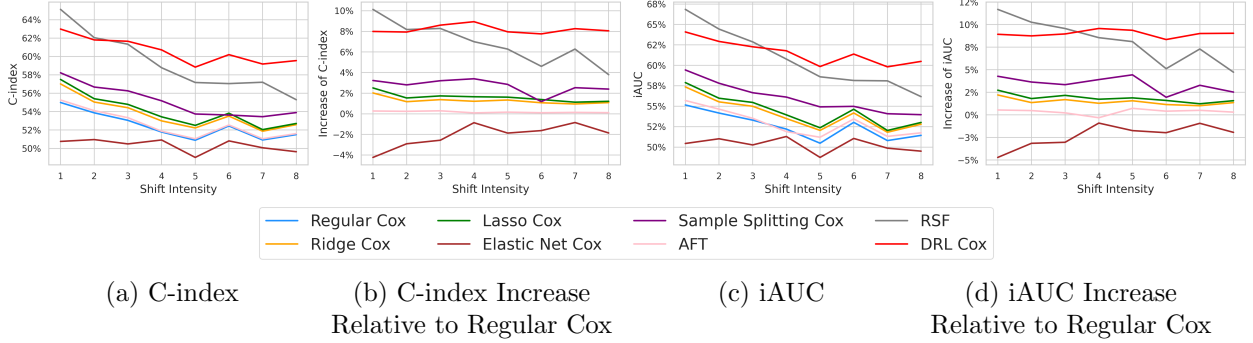 64%
62%
60%
58%
56%
54%
52%
50%
C-index
1 2 3 4 5 6 7 8
Shift Intensity
10%
8%
6%
4%
2%
0%
−2%
−4%
Increase of C-index
1 2 3 4 5 6 7 8
Shift Intensity
68%
65%
62%
60%
58%
55%
52%
50%
iAUC
1 2 3 4 5 6 7 8
Shift Intensity
12%
10%
8%
5%
2%
0%
−3%
−5%
Increase of iAUC
1 2 3 4 5 6 7 8
Shift Intensity
Regular Cox Lasso Cox Sample Splitting Cox RSF
Ridge Cox Elastic Net Cox AFT DRL Cox
(a) C-index
(b) C-index Increase
Relative to Regular Cox
(c) iAUC
(d) iAUC Increase
Relative to Regular Cox